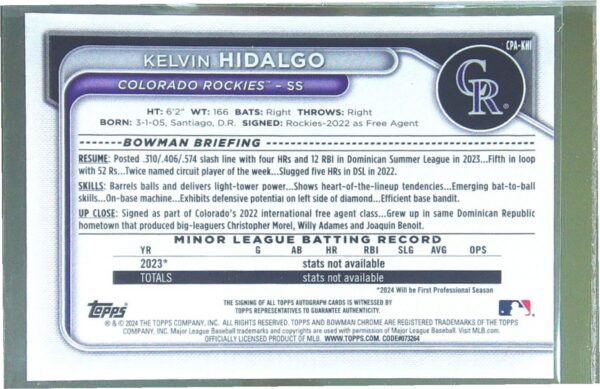 CPA-KHI
KELVIN HIDALGO
CR
COLORADO ROCKIES™ – SS
HT: 6'2" WT: 166 BATS: Right THROWS: Right
BORN: 3-1-05, Santiago, D.R. SIGNED: Rockies-2022 as Free Agent
BOWMAN BRIEFING
RESUME: Posted .310/.406/.574 slash line with four HRs and 12 RBI in Dominican Summer League in 2023...Fifth in loop
with 52 Rs...Twice named circuit player of the week...Slugged five HRs in DSL in 2022.
SKILLS: Barrels balls and delivers light-tower power...Shows heart-of-the-lineup tendencies...Emerging bat-to-ball
skills...On-base machine...Exhibits defensive potential on left side of diamond...Efficient base bandit.
UP CLOSE: Signed as part of Colorado's 2022 international free agent class...Grew up in same Dominican Republic
hometown that produced big-leaguers Christopher Morel, Willy Adames and Joaquin Benoit.
MINOR LEAGUE BATTING RECORD
YR G AB HR RBI SLG AVG OPS
2023* stats not available
TOTALS stats not available
*2024 Will be First Professional Season
Topps
THE SIGNING OF ALL TOPPS AUTOGRAPH CARDS IS WITNESSED BY
TOPPS REPRESENTATIVES TO GUARANTEE AUTHENTICITY.
® & © 2024 THE TOPPS COMPANY, INC. ALL RIGHTS RESERVED. TOPPS AND BOWMAN CHROME ARE REGISTERED TRADEMARKS OF THE TOPPS
COMPANY, INC. Major League Baseball trademarks and copyrights are used with permission of Major League Baseball. Visit MLB.com.
OFFICIALLY LICENSED PRODUCT OF MLB. WWW.TOPPS.COM. CODE#073264